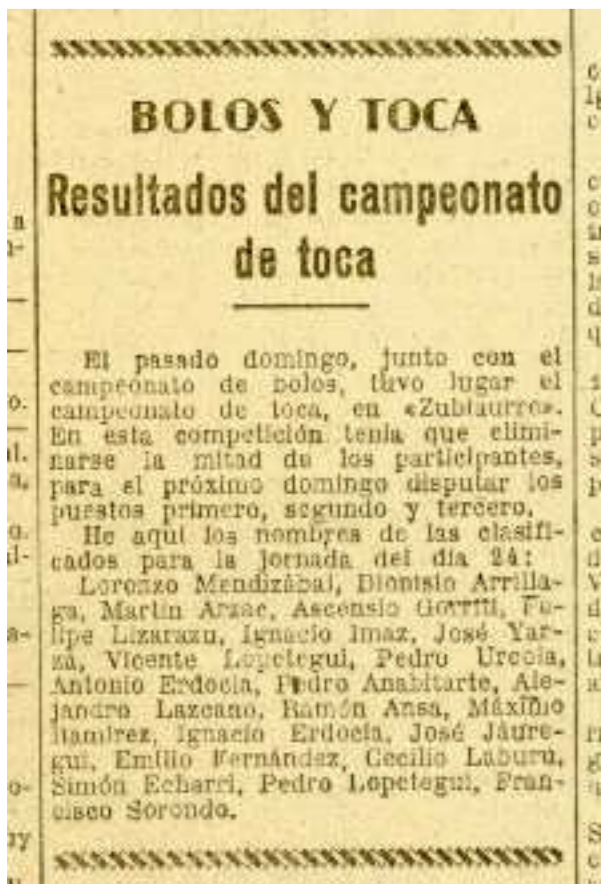 BOLOS Y TOCA
Resultados del campeonato
de toca
El pasado domingo, junto con el
campeonato de bolos, tuvo lugar el
campeonato de toca, en «Zubiaurre».
En esta competición tenía que elimi-
narse la mitad de los participantes,
para el próximo domingo disputar los
puestos primero, segundo y tercero.
He aquí los nombres de las clasifi-
cados para la jornada del día 24:
Lorenzo Mendizábal, Dionisio Arrilla-
ga, Martín Arzac, Ascensio Gorriti, Fe-
lipe Lizarazu, Ignacio Imaz, José Yar-
za, Vicente Lopetegui, Pedro Urcola,
Antonio Erdocia, Pedro Anabitarte, Ale-
jandro Lazcano, Ramón Ansa, Máximo
Ramírez, Ignacio Erdocia, José Jáure-
gui, Emilio Fernández, Cecilio Laburu,
Simón Echarri, Pedro Lopetegui, Fran-
cisco Sorondo.